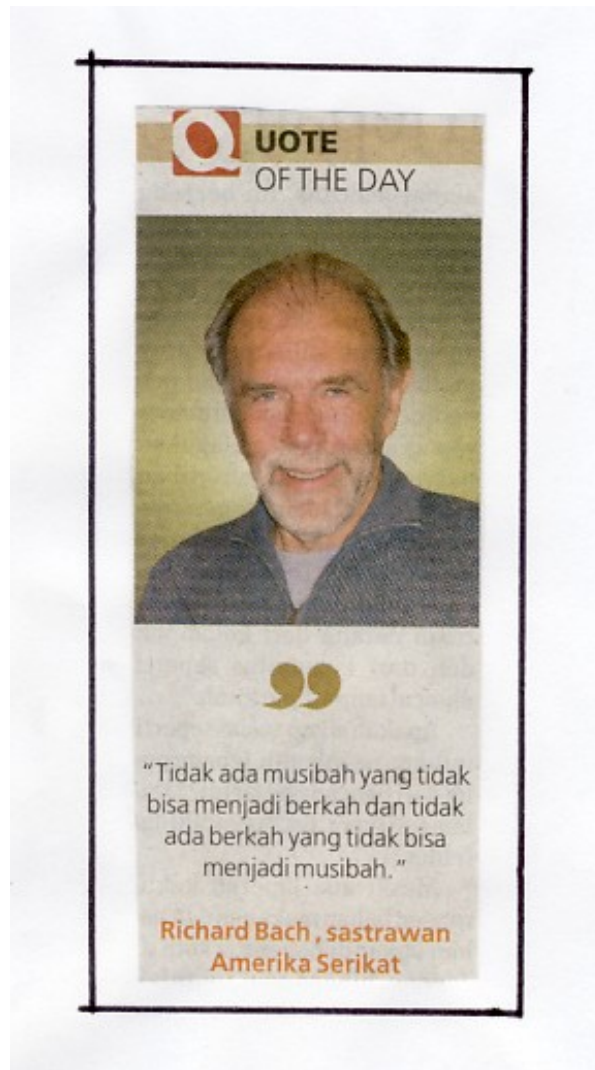 QUOTE
OF THE DAY
”
“Tidak ada musibah yang tidak
bisa menjadi berkah dan tidak
ada berkah yang tidak bisa
menjadi musibah.”
Richard Bach, sastrawan
Amerika Serikat